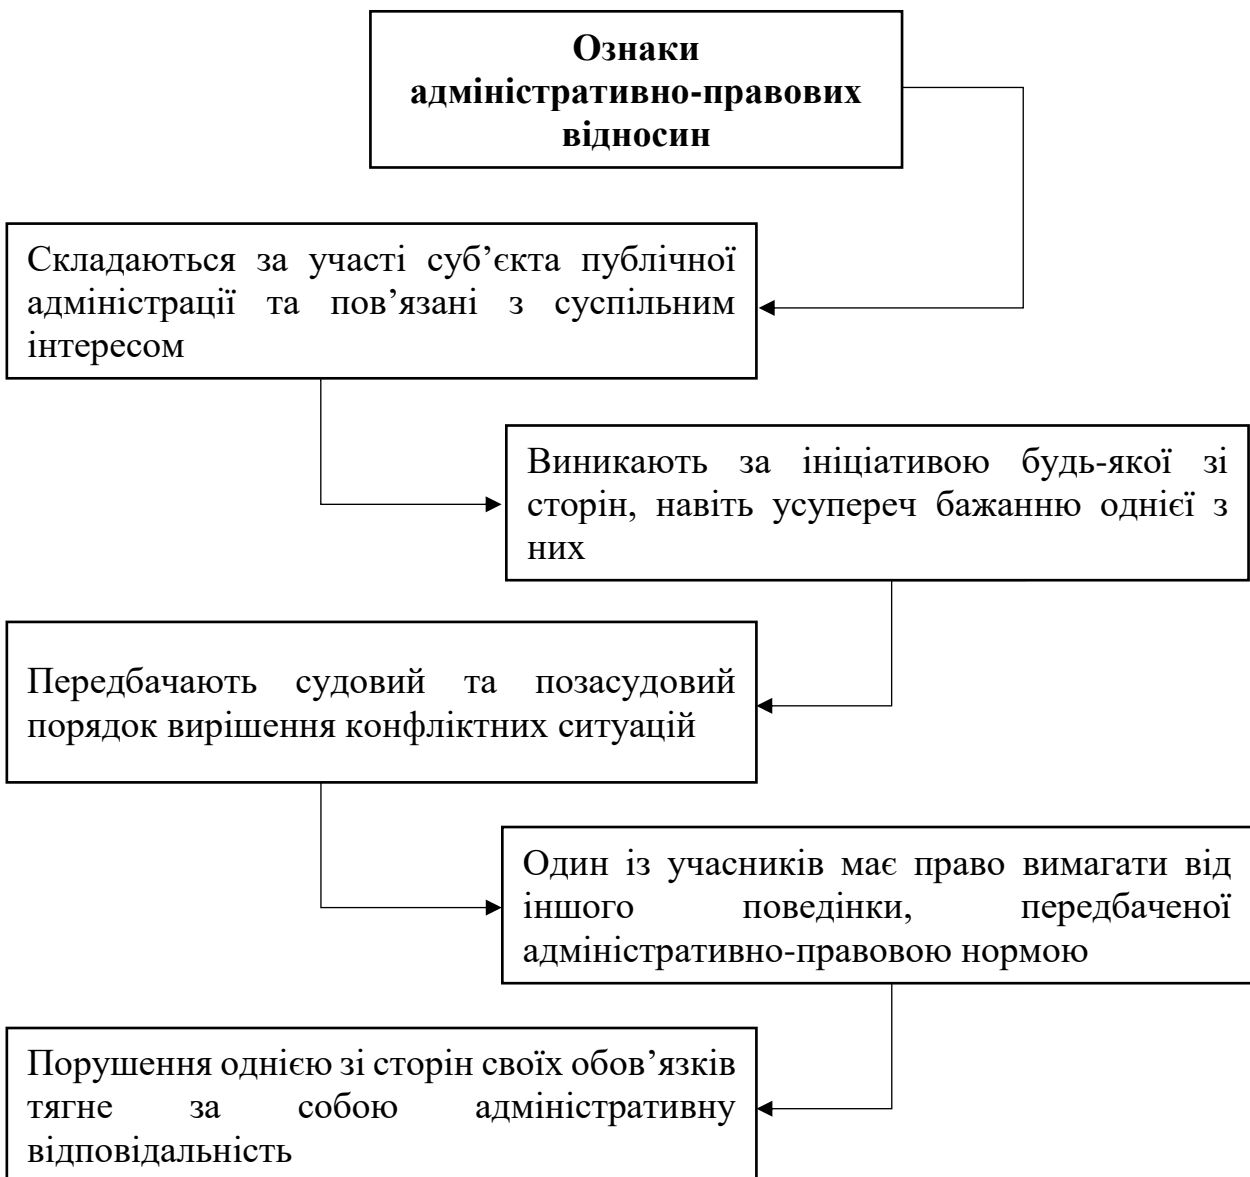 Ознаки
адміністративно-правових
відносин
Складаються за участі суб’єкта публічної
адміністрації та пов’язані з суспільним
інтересом
Виникають за ініціативою будь-якої зі
сторін, навіть усупереч бажанню однієї з
них
Передбачають судовий та позасудовий
порядок вирішення конфліктних ситуацій
Один із учасників має право вимагати від
іншого поведінки, передбаченої
адміністративно-правовою нормою
Порушення однією зі сторін своїх обов’язків
тягне за собою адміністративну
відповідальність